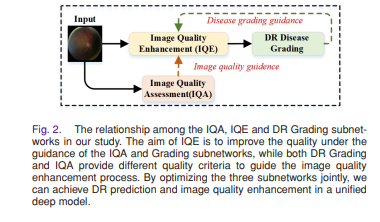 Input
Disease grading guidance
Image Quality
Enhancement (IQE)
DR Disease
Grading
Image quality guidence
Image Quality
Assessment(IQA)
Fig. 2. The relationship among the IQA, IQE and DR Grading subnet-
works in our study. The aim of IQE is to improve the quality under the
guidance of the IQA and Grading subnetworks, while both DR Grading
and IQA provide different quality criteria to guide the image quality
enhancement process. By optimizing the three subnetworks jointly, we
can achieve DR prediction and image quality enhancement in a unified
deep model.